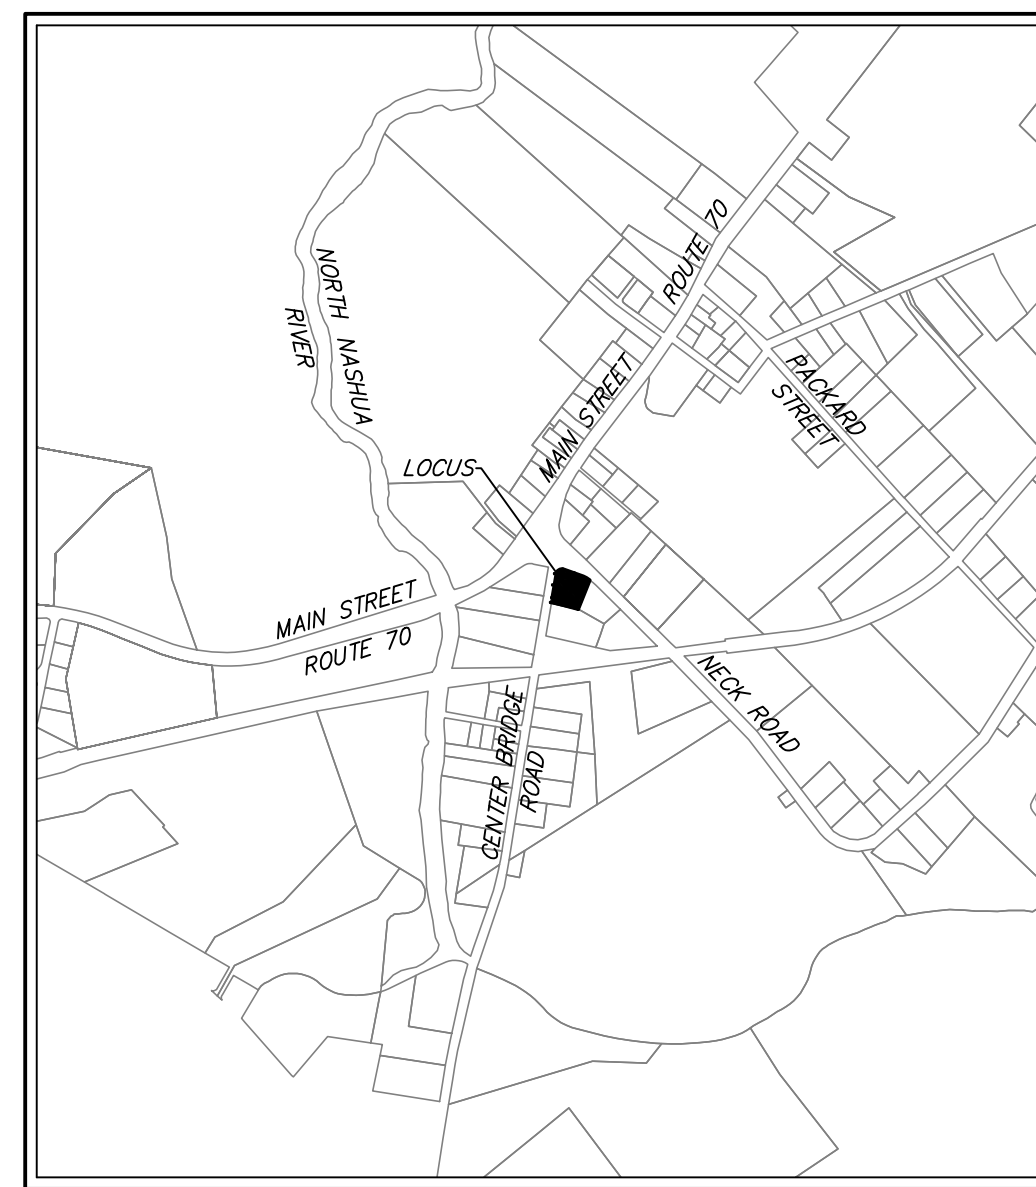 ROUTE 70
NORTH NASHUA
RIVER
MAIN STREET
PACKARD
STREET
LOCUS
MAIN STREET
ROUTE 70
NECK ROAD
CENTER BRIDGE
ROAD